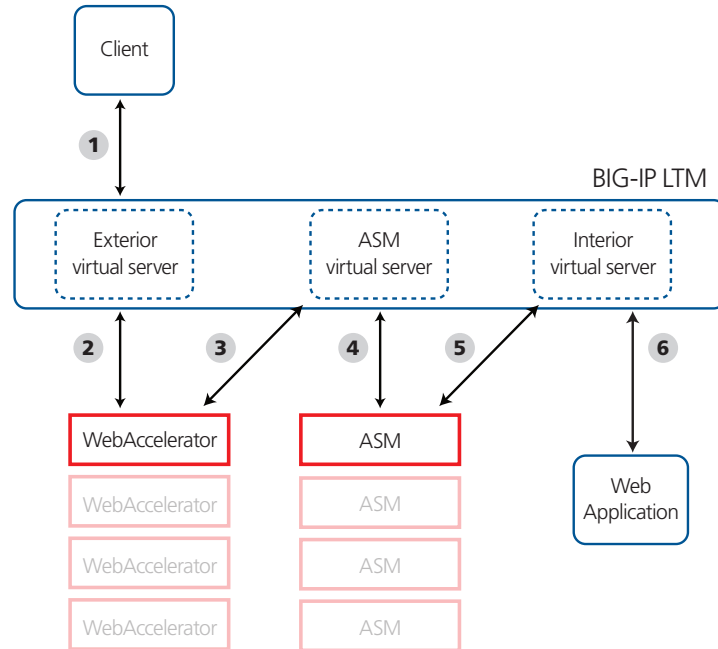 Client
1
BIG-IP LTM
Exterior
virtual server
ASM
virtual server
Interior
virtual server
2
3
4
5
6
WebAccelerator
ASM
WebAccelerator
ASM
Web
Application
WebAccelerator
ASM
WebAccelerator
ASM